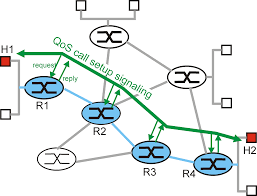 H1
QoS call setup signaling
request
reply
R1
R2
R3
R4
H2